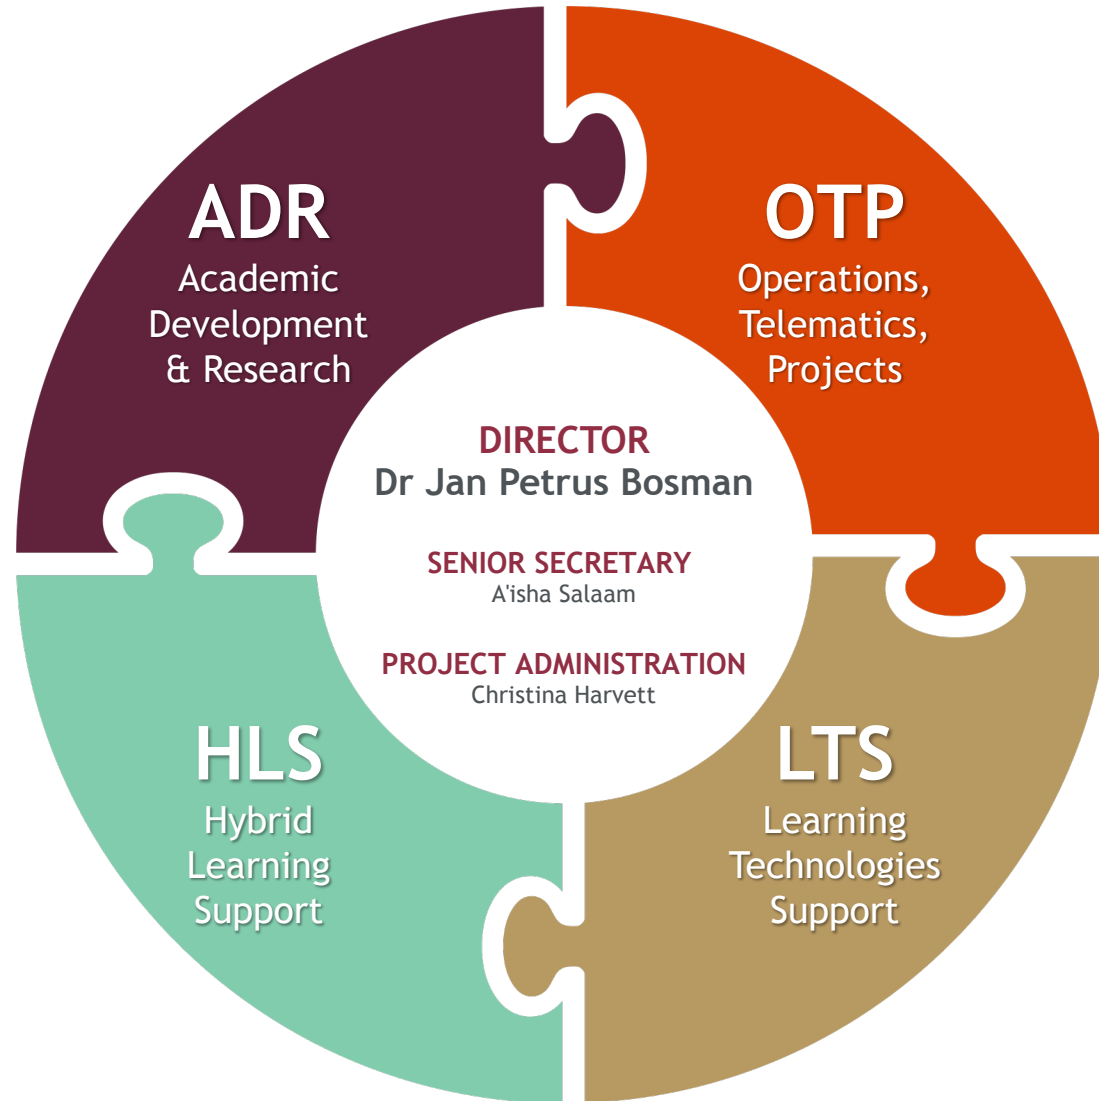 ADR
Academic
Development
& Research
OTP
Operations,
Telematics,
Projects
DIRECTOR
Dr Jan Petrus Bosman
SENIOR SECRETARY
A'isha Salaam
PROJECT ADMINISTRATION
Christina Harvett
HLS
Hybrid
Learning
Support
LTS
Learning
Technologies
Support